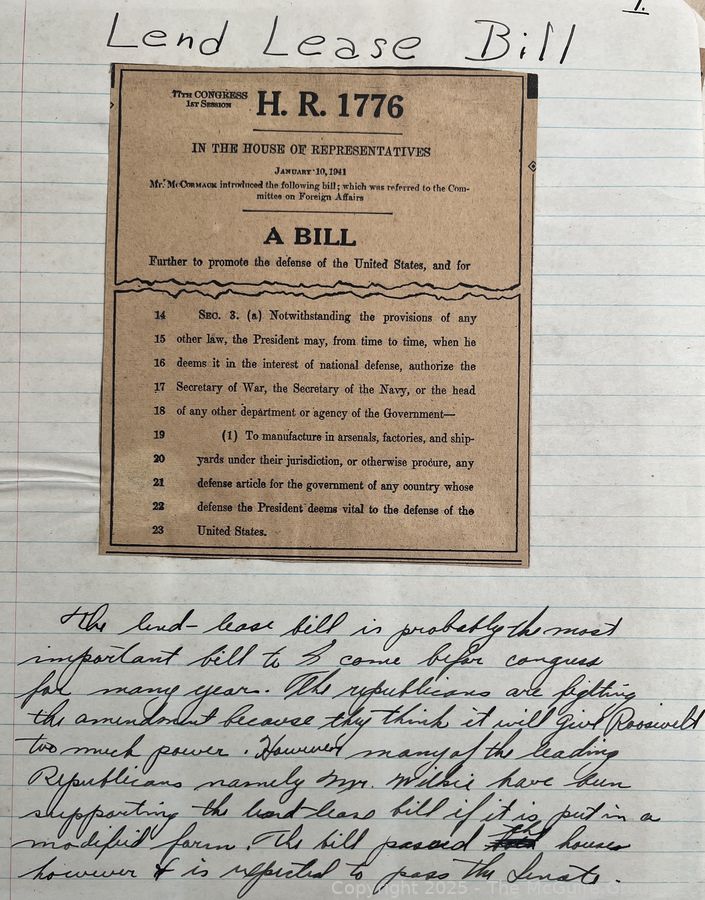 1.
Lend Lease Bill
77TH CONGRESS
1ST SESSION
H. R. 1776
IN THE HOUSE OF REPRESENTATIVES
JANUARY 10, 1941
Mr. MCCORMACK introduced the following bill; which was referred to the Com-
mittee on Foreign Affairs
A BILL
Further to promote the defense of the United States, and for
14 SEC. 3. (a) Notwithstanding the provisions of any
15 other law, the President may, from time to time, when he
16 deems it in the interest of national defense, authorize the
17 Secretary of War, the Secretary of the Navy, or the head
18 of any other department or agency of the Government—
19 (1) To manufacture in arsenals, factories, and ship-
20 yards under their jurisdiction, or otherwise procure, any
21 defense article for the government of any country whose
22 defense the President deems vital to the defense of the
23 United States.
The lend-lease bill is probably the most
important bill to come befor congress
for many years. The republicans are fighting
the amendment because they think it will give Roosivelt
too much power. However many of the leading
Republicans namely Mr. Wilkie have been
supporting the lend-lease bill if it is put in a
modified form. The bill passed the house
however & is expected to pass the Senate.
Copyright 2025 - The McGuire Group LLC